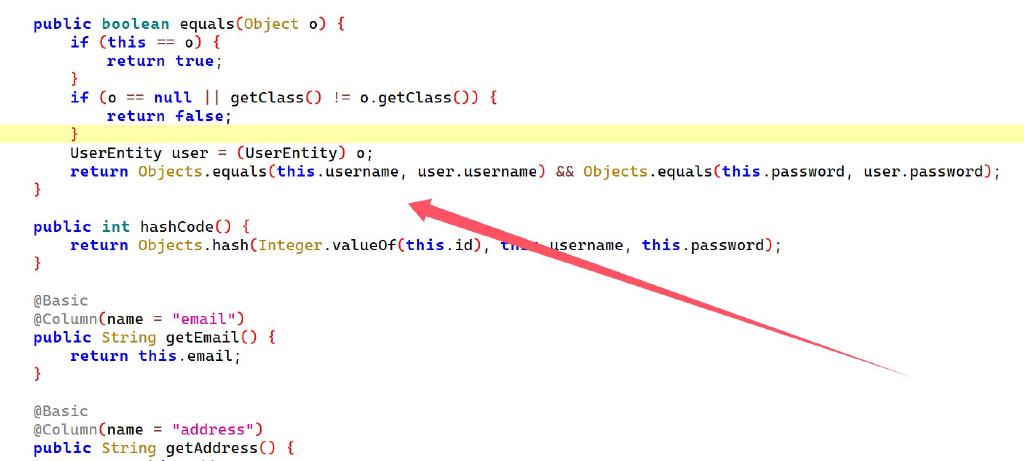 public boolean equals(Object o) {
if (this == o) {
return true;
}
if (o == null || getClass() != o.getClass()) {
return false;
}
UserEntity user = (UserEntity) o;
return Objects.equals(this.username, user.username) && Objects.equals(this.password, user.password);
}
public int hashCode() {
return Objects.hash(Integer.valueOf(this.id), this.username, this.password);
}
@Basic
@Column(name = "email")
public String getEmail() {
return this.email;
}
@Basic
@Column(name = "address")
public String getAddress() {